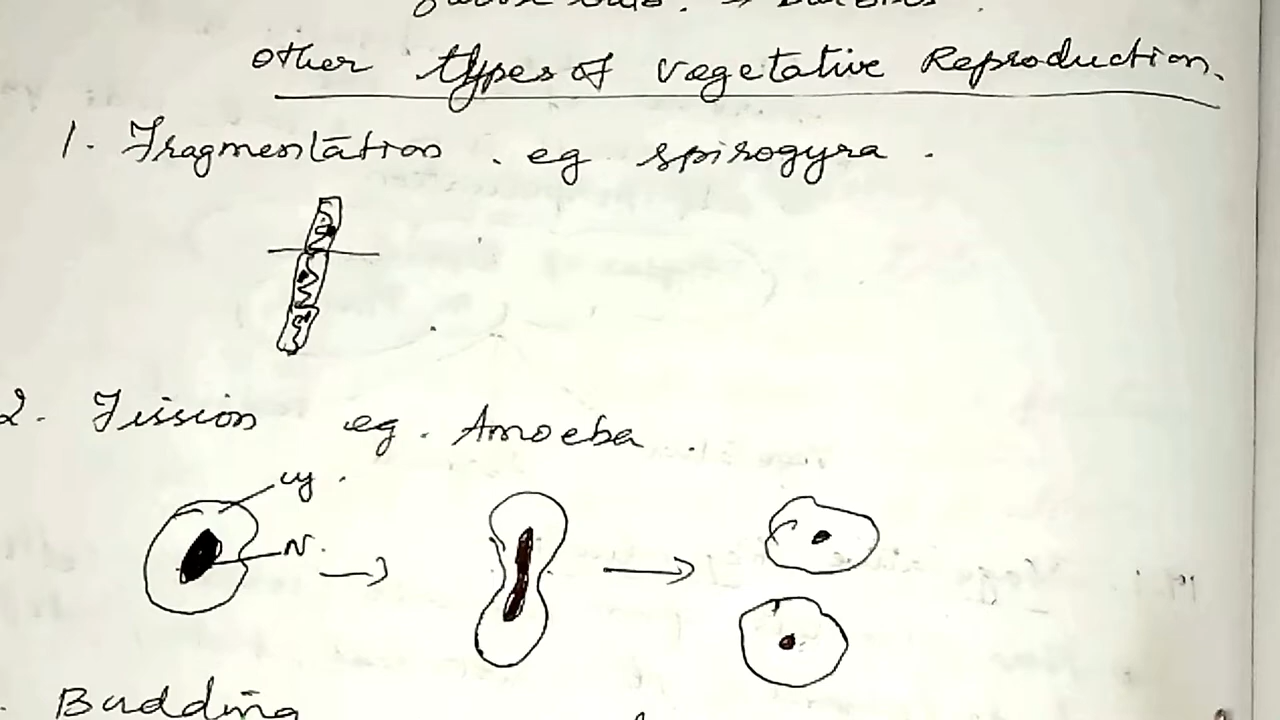 Other types of vegetative Reproduction.
1. Fragmentation. eg spirogyra.
2. Fission eg. Amoeba.
cy.
N.
Budding